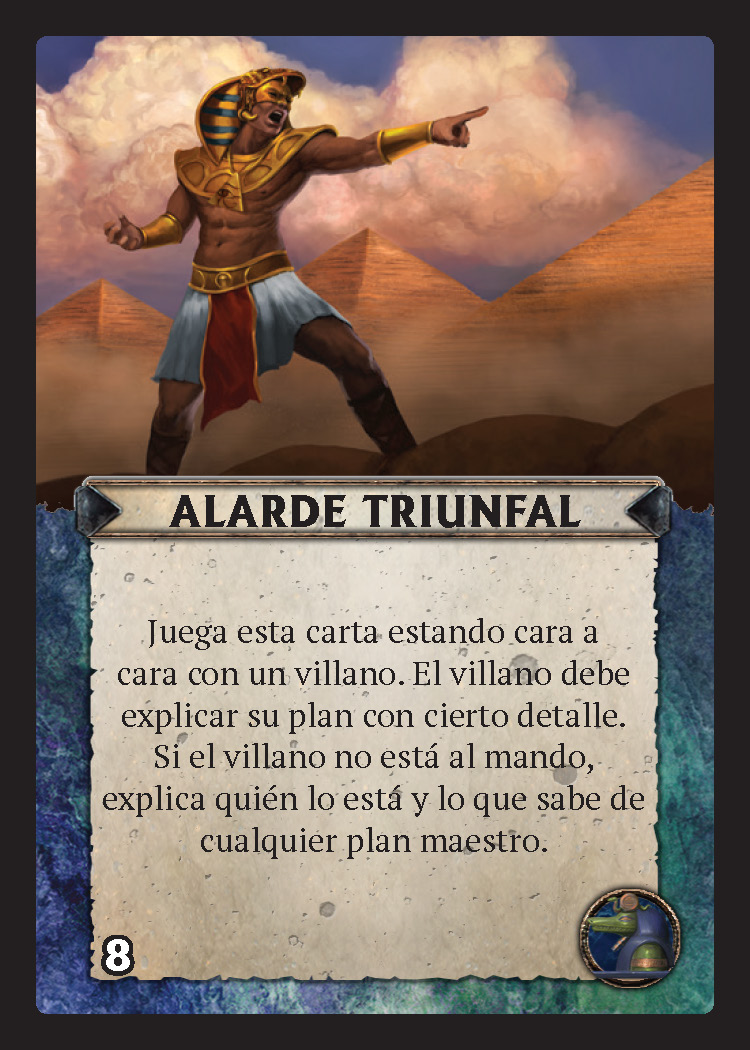 ALARDE TRIUNFAL
Juega esta carta estando cara a
cara con un villano. El villano debe
explicar su plan con cierto detalle.
Si el villano no está al mando,
explica quién lo está y lo que sabe de
cualquier plan maestro.
8